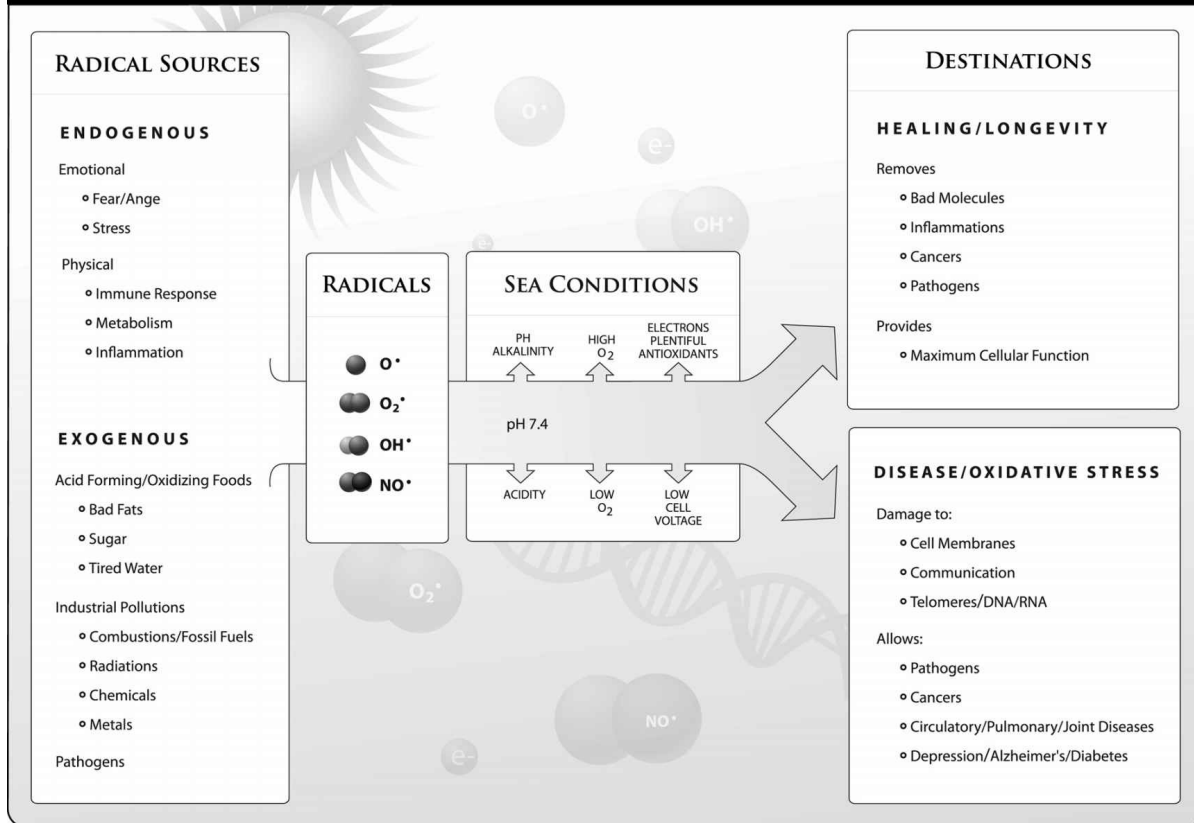 RADICAL SOURCES
ENDOGENOUS
Emotional
Fear/Ange
Stress
Physical
Immune Response
Metabolism
Inflammation
EXOGENOUS
Acid Forming/Oxidizing Foods
Bad Fats
Sugar
Tired Water
Industrial Pollutions
Combustions/Fossil Fuels
Radiations
Chemicals
Metals
Pathogens
RADICALS
O•
O₂•
OH•
NO•
SEA CONDITIONS
PH
ALKALINITY
HIGH
O₂
ELECTRONS
PLENTIFUL
ANTIOXIDANTS
pH 7.4
ACIDITY
LOW
O₂
LOW
CELL
VOLTAGE
DESTINATIONS
HEALING/LONGEVITY
Removes
Bad Molecules
Inflammations
Cancers
Pathogens
Provides
Maximum Cellular Function
DISEASE/OXIDATIVE STRESS
Damage to:
Cell Membranes
Communication
Telomeres/DNA/RNA
Allows:
Pathogens
Cancers
Circulatory/Pulmonary/Joint Diseases
Depression/Alzheimer's/Diabetes
O•
e-
OH•
e-
O₂•
NO•
e-